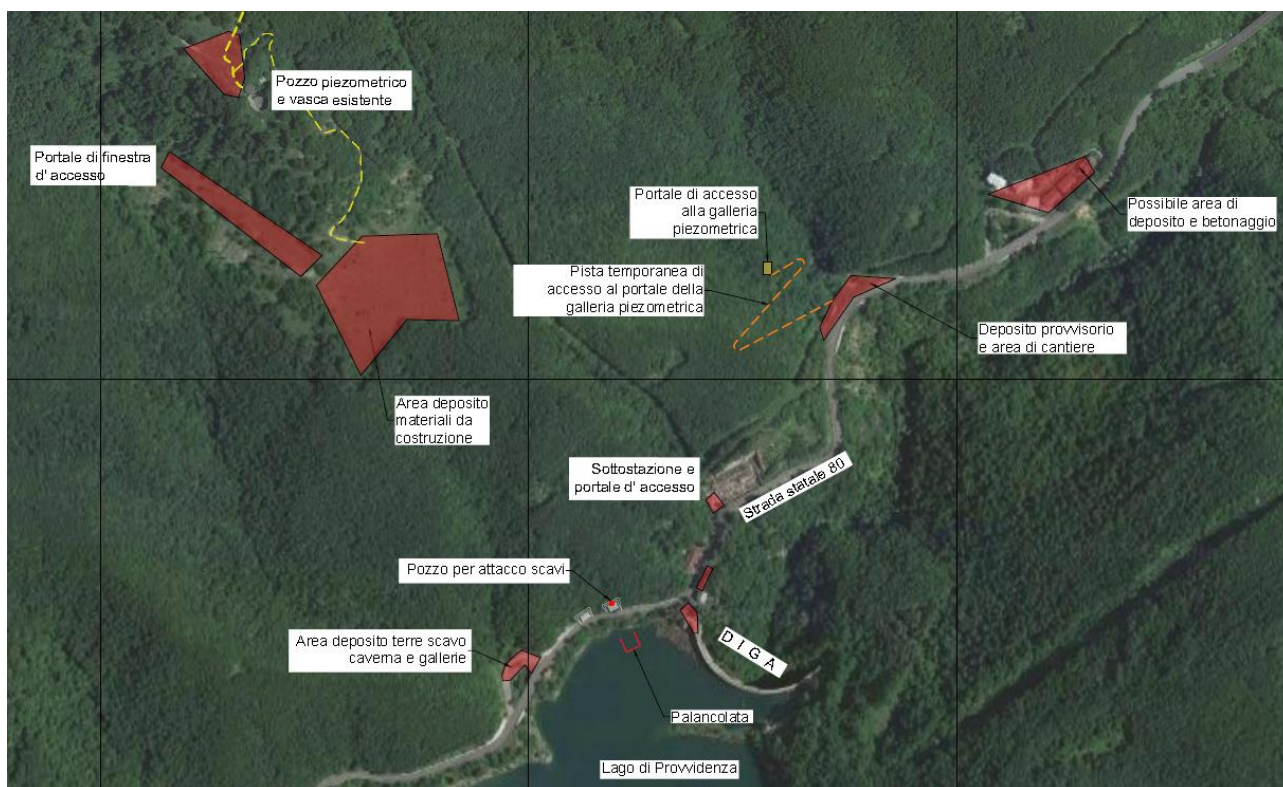 Pozzo piezometrico
e vasca esistente
Portale di finestra
d' accesso
Portale di accesso
alla galleria
piezometrica
Possibile area di
deposito e betonaggio
Pista temporanea di
accesso al portale della
galleria piezometrica
Deposito provvisorio
e area di cantiere
Area deposito
materiali da
costruzione
Sottostazione e
portale d' accesso
Strada statale 80
Pozzo per attacco scavi
Area deposito terre scavo
caverna e gallerie
D I G A
Palancolata
Lago di Provvidenza